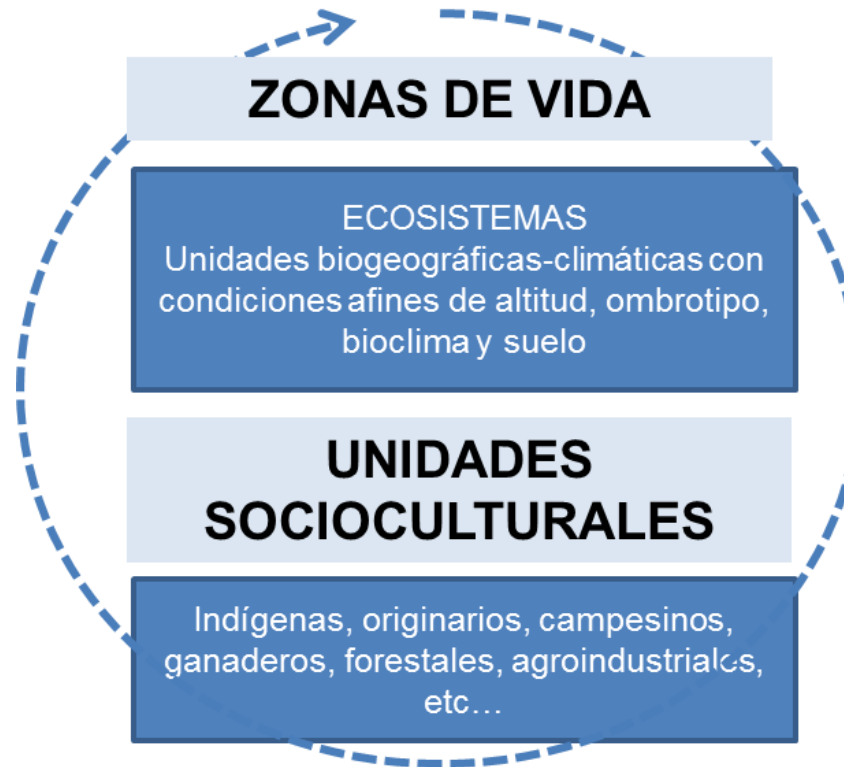 ZONAS DE VIDA
ECOSISTEMAS
Unidades biogeográficas-climáticas con
condiciones afines de altitud, ombrotipo,
bioclima y suelo
UNIDADES
SOCIOCULTURALES
Indígenas, originarios, campesinos,
ganaderos, forestales, agroindustriales,
etc…